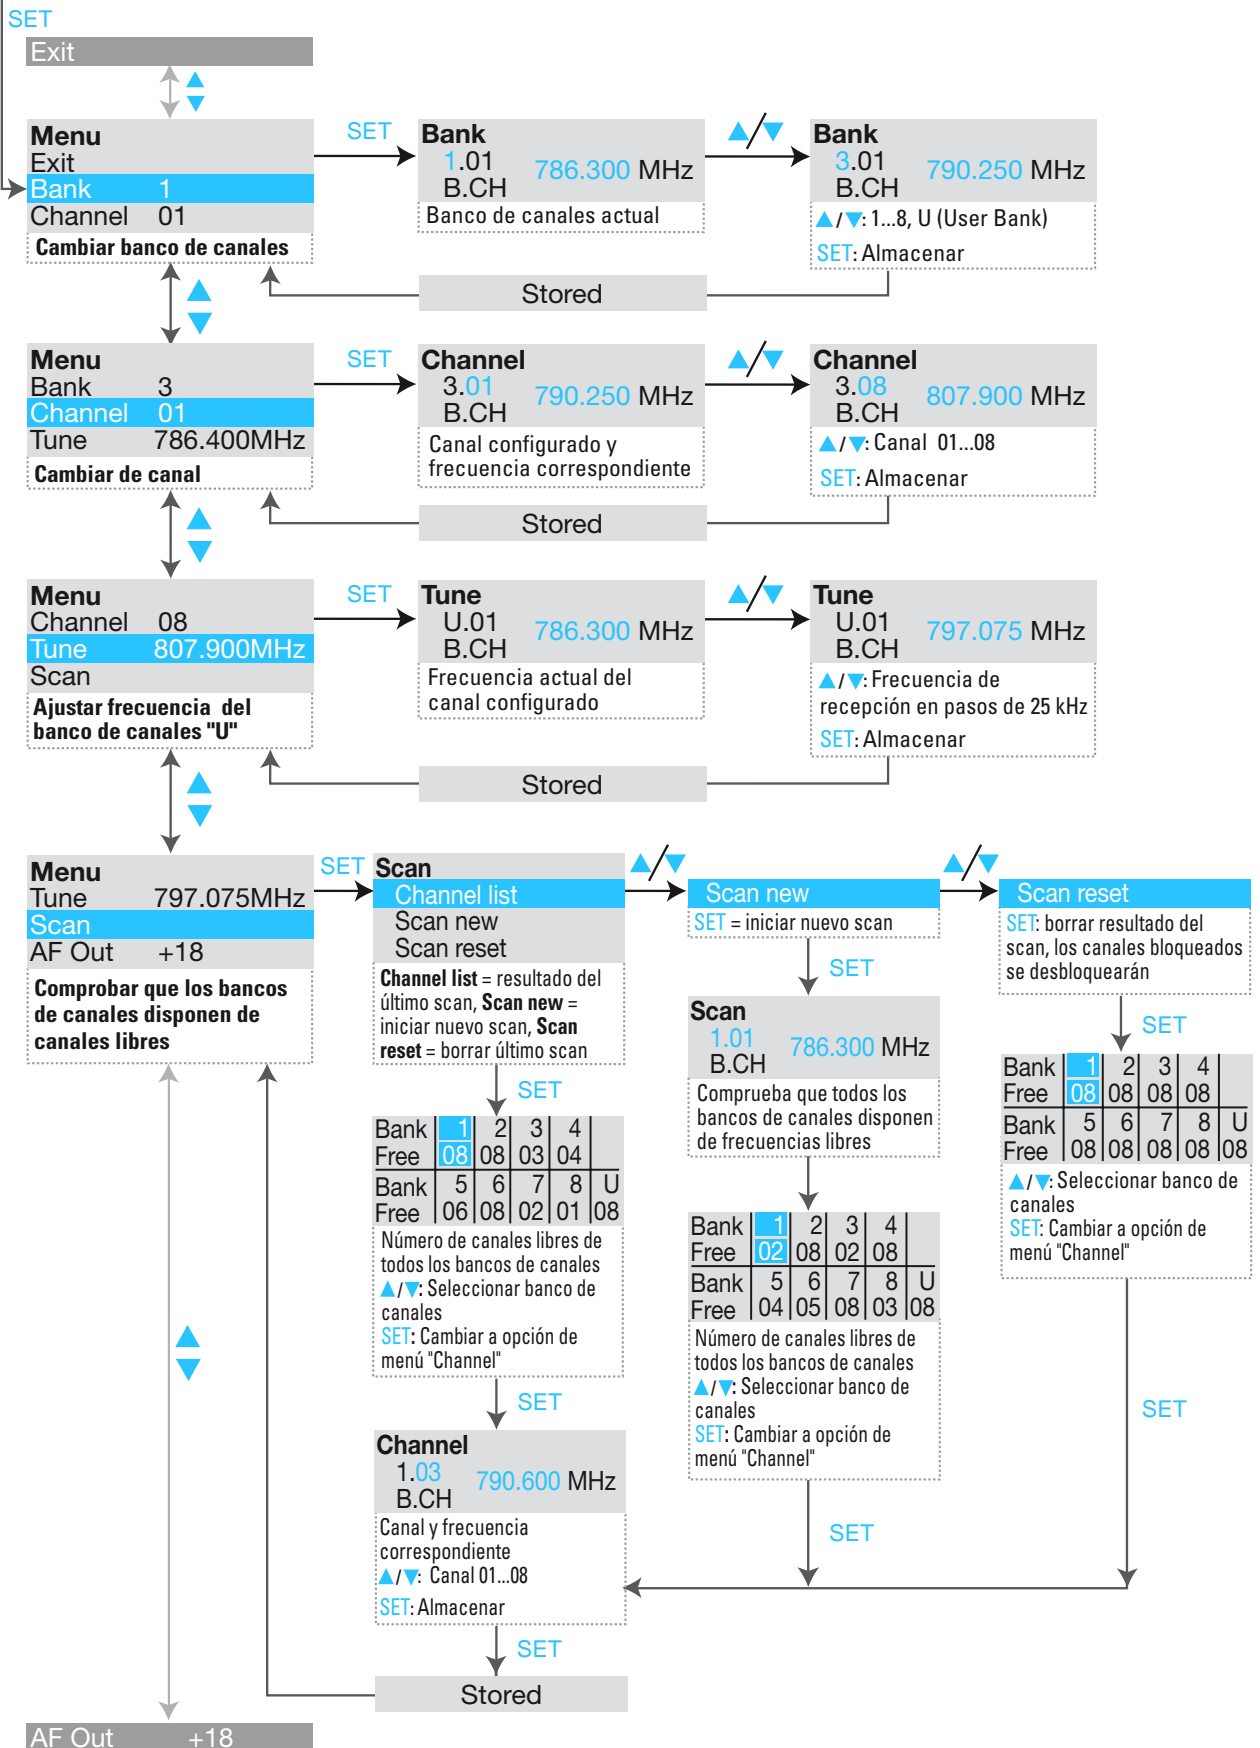 SET
Exit
Menu
Exit
Bank 1
Channel 01
Cambiar banco de canales
SET
Bank
1.01 786.300 MHz
B.CH
Banco de canales actual
Bank
3.01 790.250 MHz
B.CH
▲/▼: 1...8, U (User Bank)
SET: Almacenar
Stored
Menu
Bank 3
Channel 01
Tune 786.400MHz
Cambiar de canal
SET
Channel
3.01 790.250 MHz
B.CH
Canal configurado y
frecuencia correspondiente
Channel
3.08 807.900 MHz
B.CH
▲/▼: Canal 01...08
SET: Almacenar
Stored
Menu
Channel 08
Tune 807.900MHz
Scan
Ajustar frecuencia del
banco de canales "U"
SET
Tune
U.01 786.300 MHz
B.CH
Frecuencia actual del
canal configurado
Tune
U.01 797.075 MHz
B.CH
▲/▼: Frecuencia de
recepción en pasos de 25 kHz
SET: Almacenar
Stored
Menu
Tune 797.075MHz
Scan
AF Out +18
Comprobar que los bancos
de canales disponen de
canales libres
SET
Scan
Channel list
Scan new
Scan reset
Channel list = resultado del
último scan, Scan new =
iniciar nuevo scan, Scan
reset = borrar último scan
SET
Bank 1 2 3 4
Free 08 08 03 04
Bank 5 6 7 8 U
Free 06 08 02 01 08
Número de canales libres de
todos los bancos de canales
▲/▼: Seleccionar banco de
canales
SET: Cambiar a opción de
menú "Channel"
SET
Channel
1.03 790.600 MHz
B.CH
Canal y frecuencia
correspondiente
▲/▼: Canal 01...08
SET: Almacenar
SET
Stored
Scan new
SET = iniciar nuevo scan
SET
Scan
1.01 786.300 MHz
B.CH
Comprueba que todos los
bancos de canales disponen
de frecuencias libres
Bank 1 2 3 4
Free 02 08 02 08
Bank 5 6 7 8 U
Free 04 05 08 03 08
Número de canales libres de
todos los bancos de canales
▲/▼: Seleccionar banco de
canales
SET: Cambiar a opción de
menú "Channel"
SET
Scan reset
SET: borrar resultado del
scan, los canales bloqueados
se desbloquearán
SET
Bank 1 2 3 4
Free 08 08 08 08
Bank 5 6 7 8 U
Free 08 08 08 08 08
▲/▼: Seleccionar banco de
canales
SET: Cambiar a opción de
menú "Channel"
SET
AF Out +18